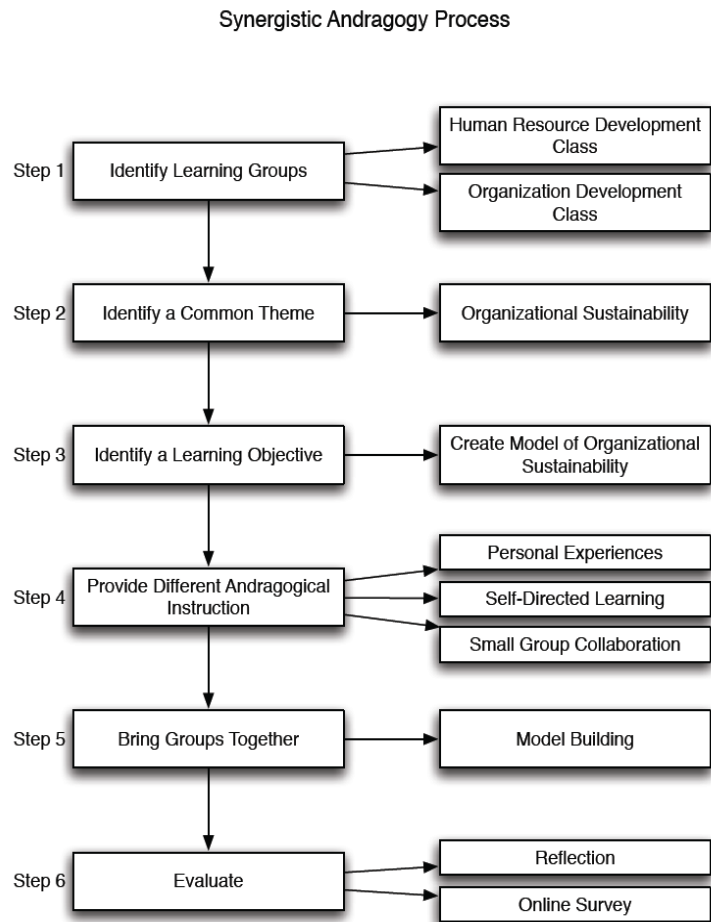 Synergistic Andragogy Process
Step 1
Identify Learning Groups
Human Resource Development
Class
Organization Development
Class
Step 2
Identify a Common Theme
Organizational Sustainability
Step 3
Identify a Learning Objective
Create Model of Organizational
Sustainability
Step 4
Provide Different Andragogical
Instruction
Personal Experiences
Self-Directed Learning
Small Group Collaboration
Step 5
Bring Groups Together
Model Building
Step 6
Evaluate
Reflection
Online Survey